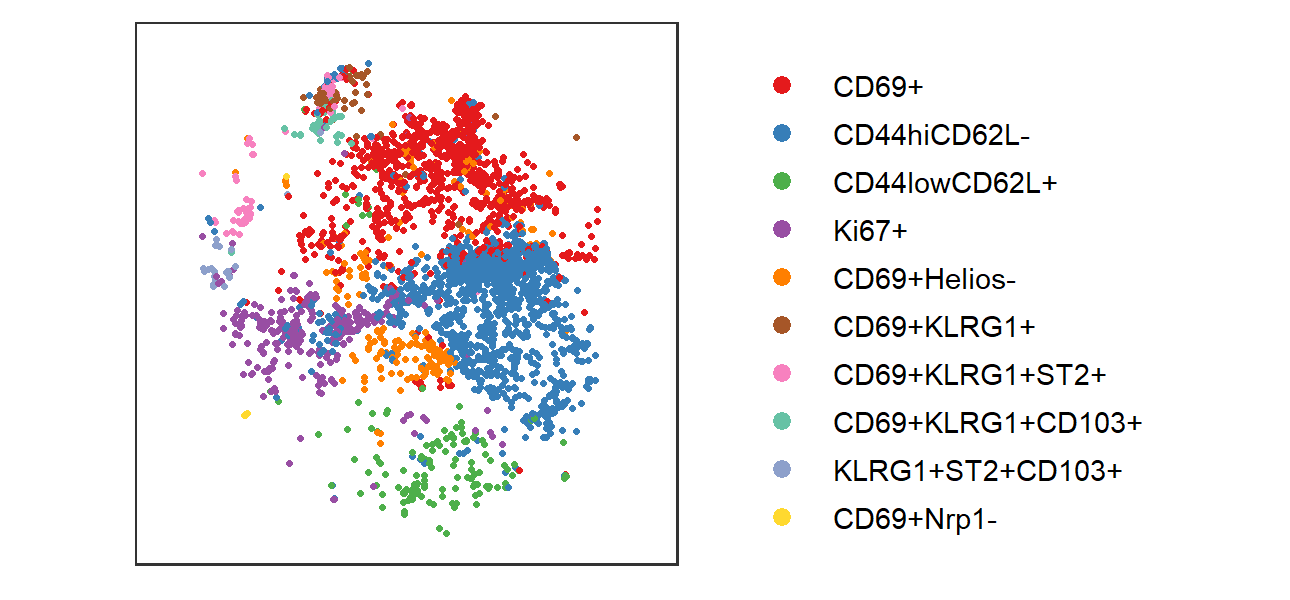 CD69+
CD44hiCD62L-
CD44lowCD62L+
Ki67+
CD69+Helios-
CD69+KLRG1+
CD69+KLRG1+ST2+
CD69+KLRG1+CD103+
KLRG1+ST2+CD103+
CD69+Nrp1-